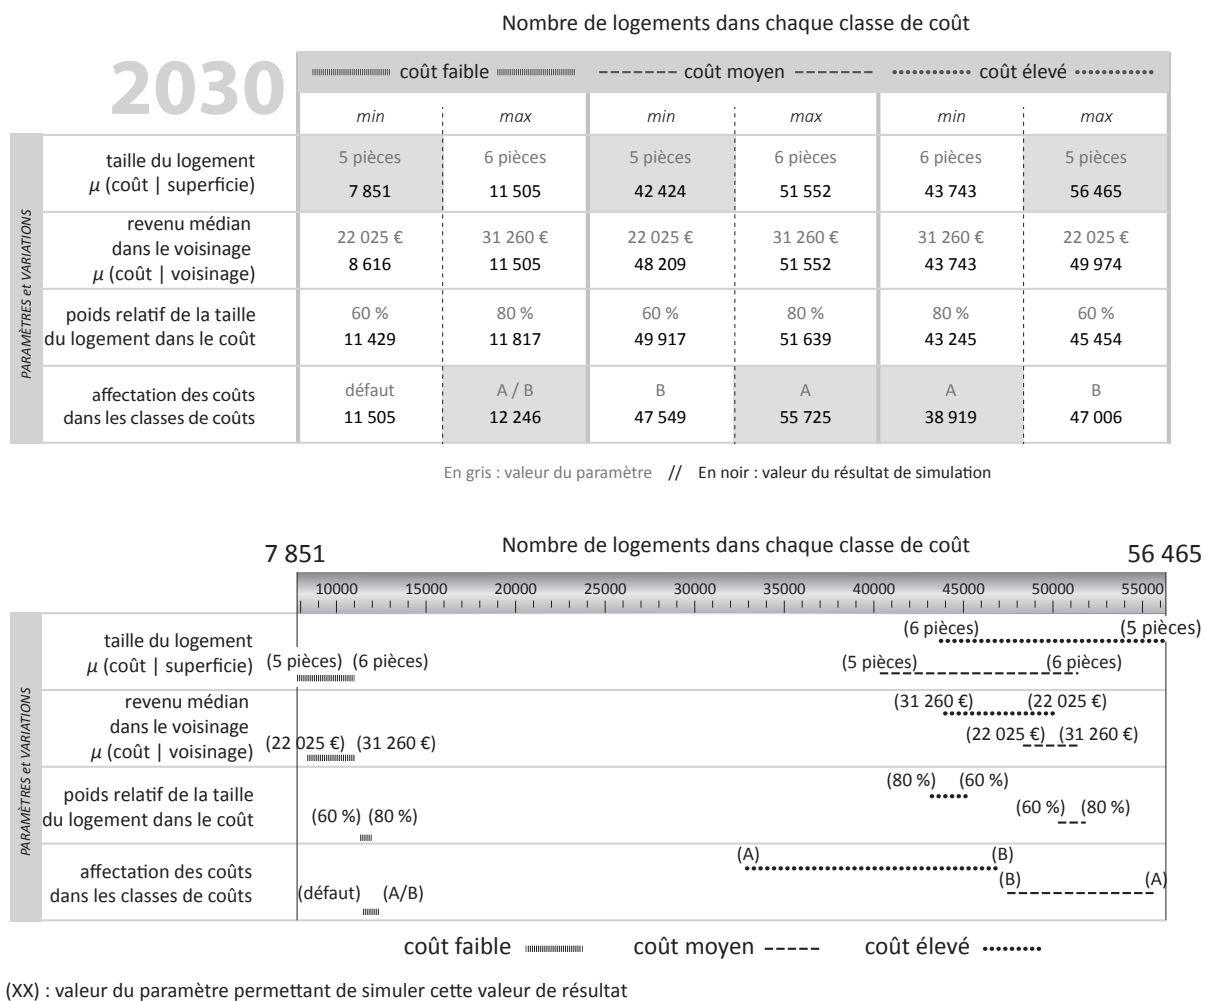 Nombre de logements dans chaque classe de coût
2030
coût faible coût moyen coût élevé
min max min max min max
PARAMÈTRES et VARIATIONS
taille du logement 5 pièces 6 pièces 5 pièces 6 pièces 6 pièces 5 pièces
μ (coût | superficie) 7 851 11 505 42 424 51 552 43 743 56 465
revenu médian
dans le voisinage 22 025 € 31 260 € 22 025 € 31 260 € 31 260 € 22 025 €
μ (coût | voisinage) 8 616 11 505 48 209 51 552 43 743 49 974
poids relatif de la taille 60 % 80 % 60 % 80 % 80 % 60 %
du logement dans le coût 11 429 11 817 49 917 51 639 43 245 45 454
affectation des coûts défaut A / B B A A B
dans les classes de coûts 11 505 12 246 47 549 55 725 38 919 47 006
En gris : valeur du paramètre // En noir : valeur du résultat de simulation
7 851 Nombre de logements dans chaque classe de coût 56 465
10000 15000 20000 25000 30000 35000 40000 45000 50000 55000
PARAMÈTRES et VARIATIONS
(6 pièces) (5 pièces)
taille du logement
μ (coût | superficie) (5 pièces) (6 pièces) (5 pièces) (6 pièces)
revenu médian (31 260 €) (22 025 €)
dans le voisinage (22 025 €) (31 260 €)
μ (coût | voisinage) (22 025 €) (31 260 €)
(80 %) (60 %)
poids relatif de la taille (60 %) (80 %)
du logement dans le coût (60 %) (80 %)
(A) (B)
affectation des coûts (B) (A)
dans les classes de coûts (défaut) (A/B)
coût faible coût moyen coût élevé
(XX) : valeur du paramètre permettant de simuler cette valeur de résultat